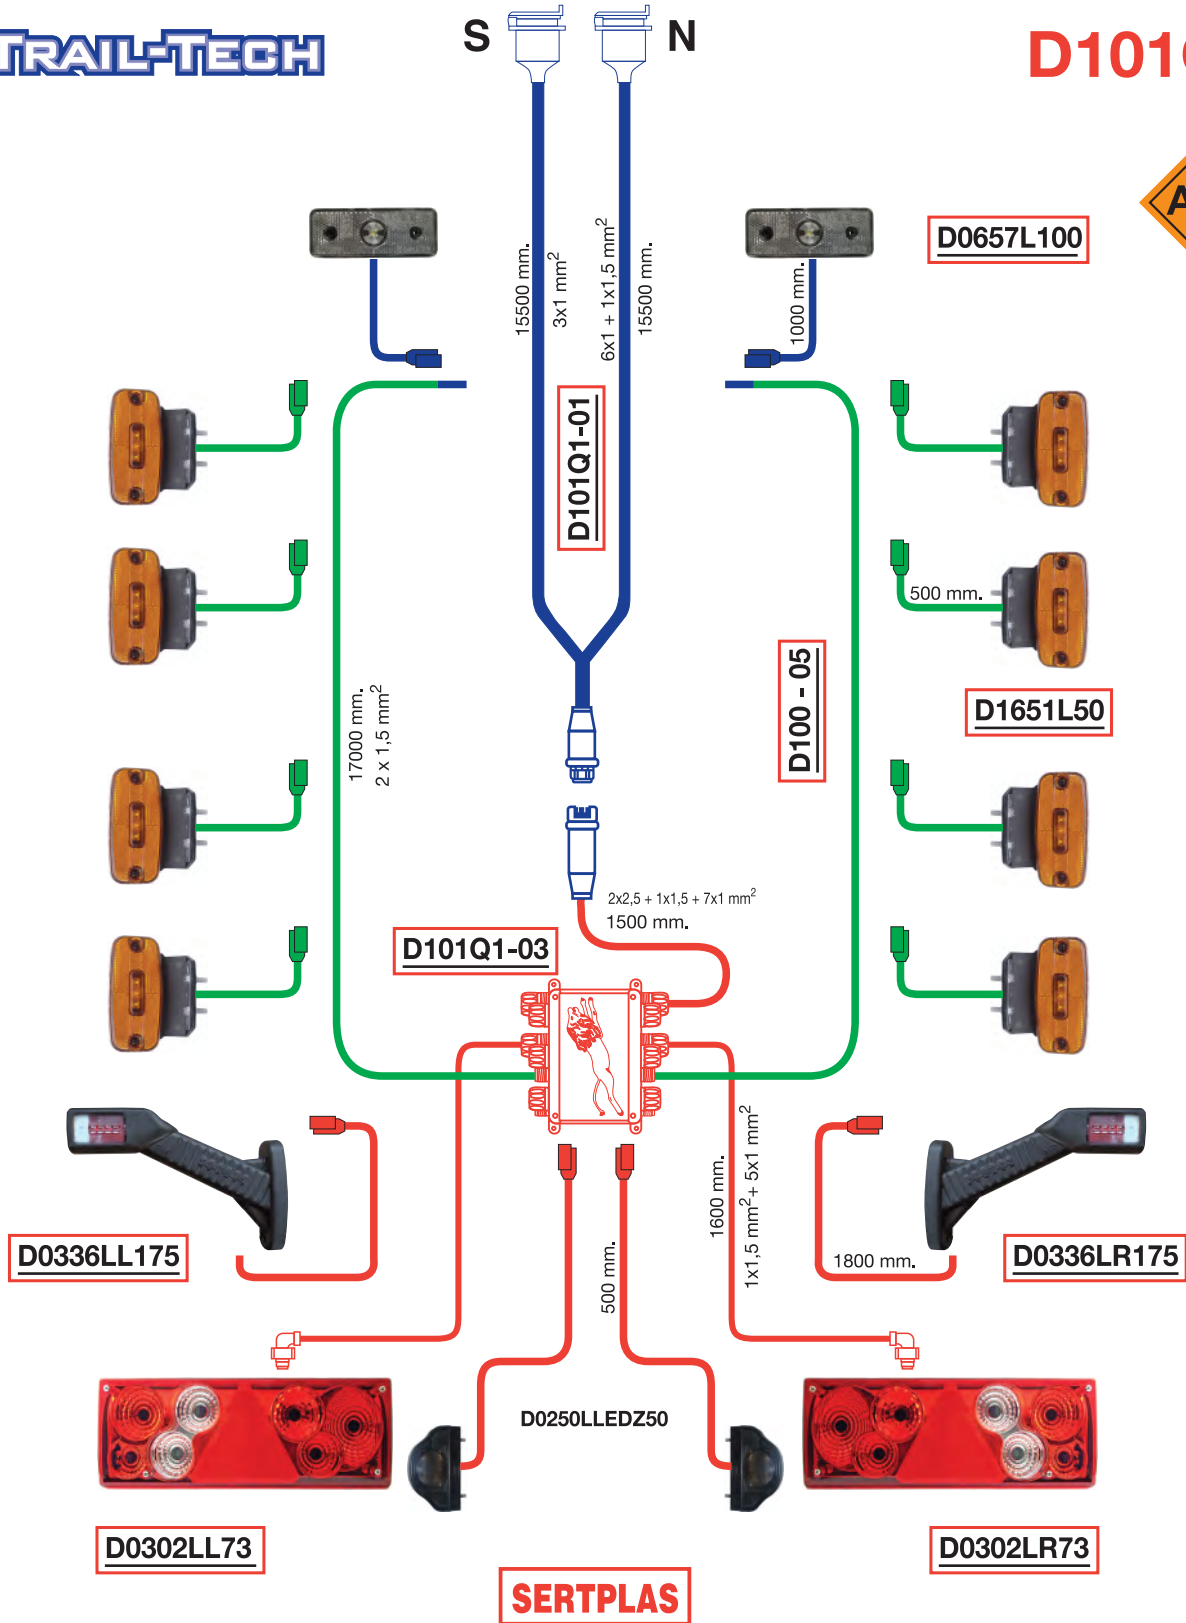 TRAIL-TECH
S
N
D101
D0657L100
15500 mm.
3x1 mm²
6x1 + 1x1,5 mm²
15500 mm.
1000 mm.
D101Q1-01
500 mm.
D1651L50
17000 mm.
2 x 1,5 mm²
D100 - 05
2x2,5 + 1x1,5 + 7x1 mm²
1500 mm.
D101Q1-03
1600 mm.
1x1,5 mm²+ 5x1 mm²
500 mm.
1800 mm.
D0336LL175
D0336LR175
D0250LLEDZ50
D0302LL73
D0302LR73
SERTPLAS